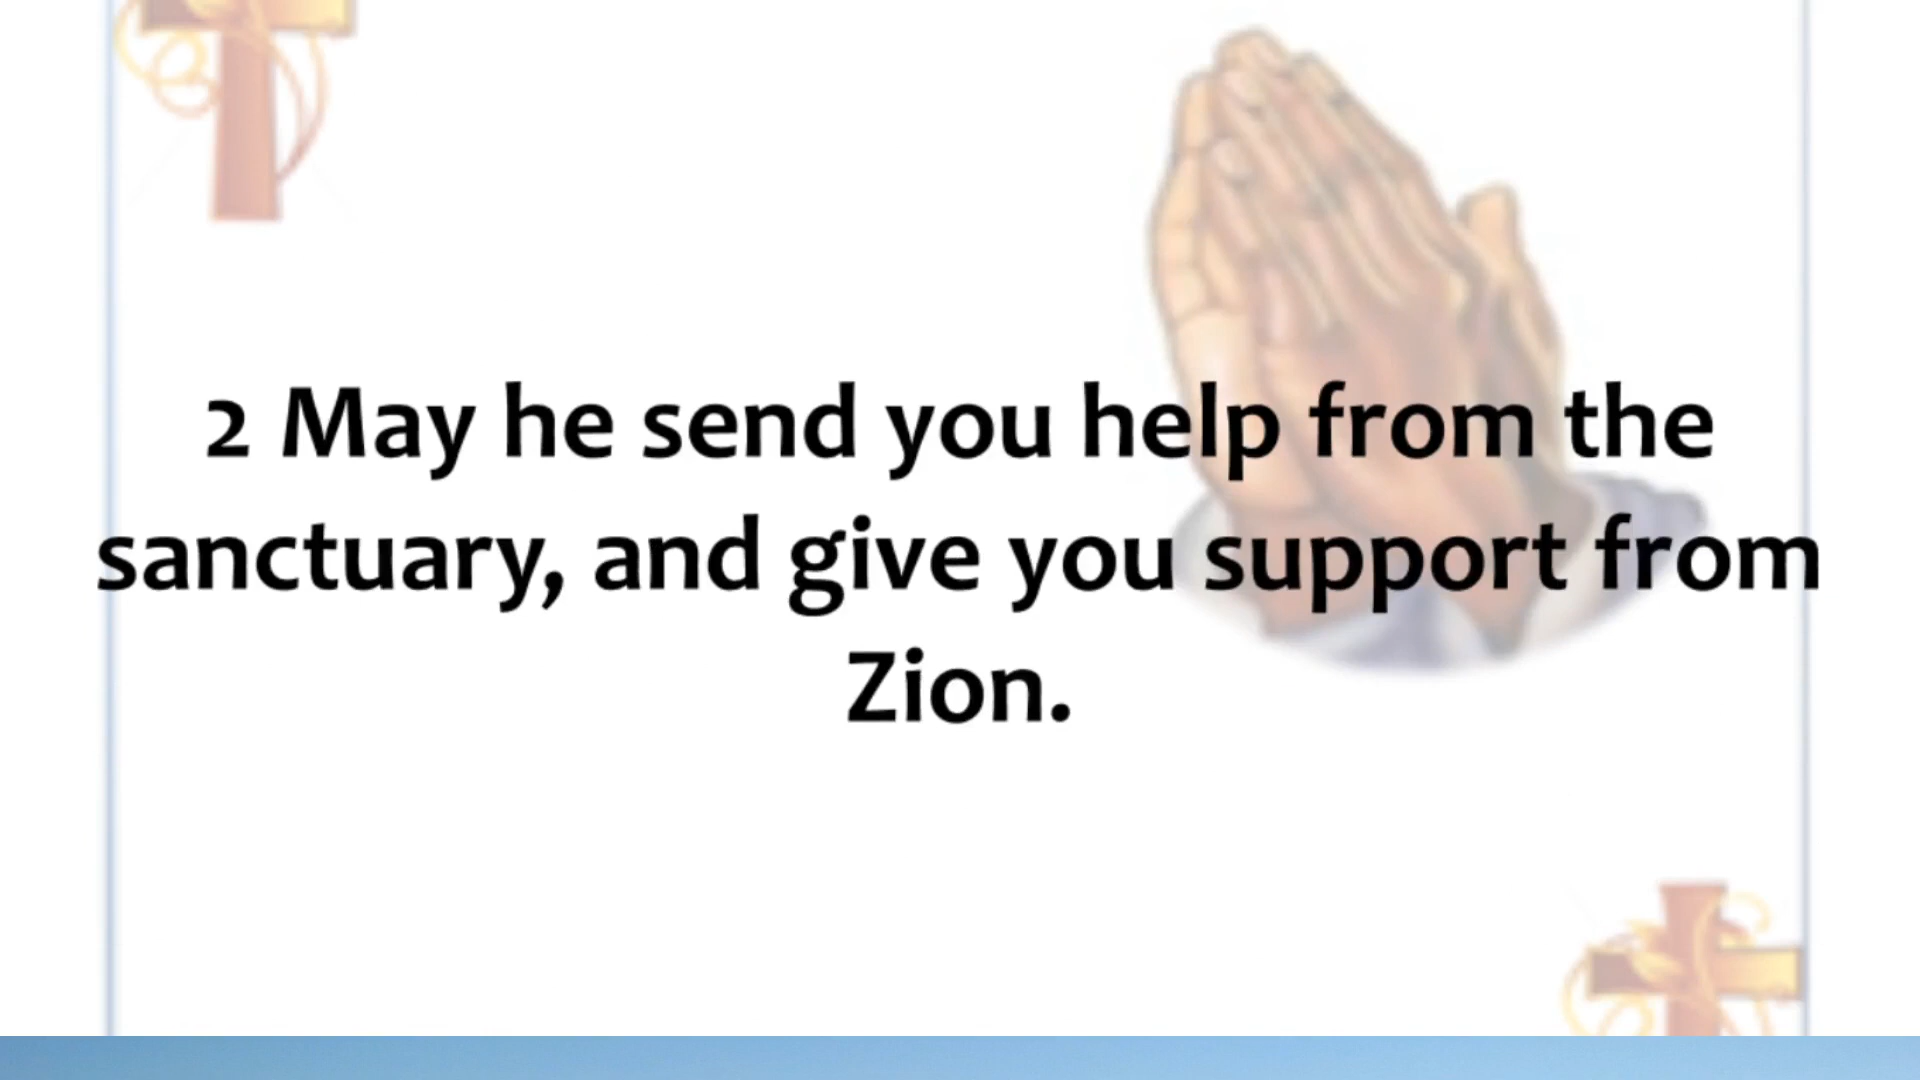 2 May he send you help from the
sanctuary, and give you support from
Zion.